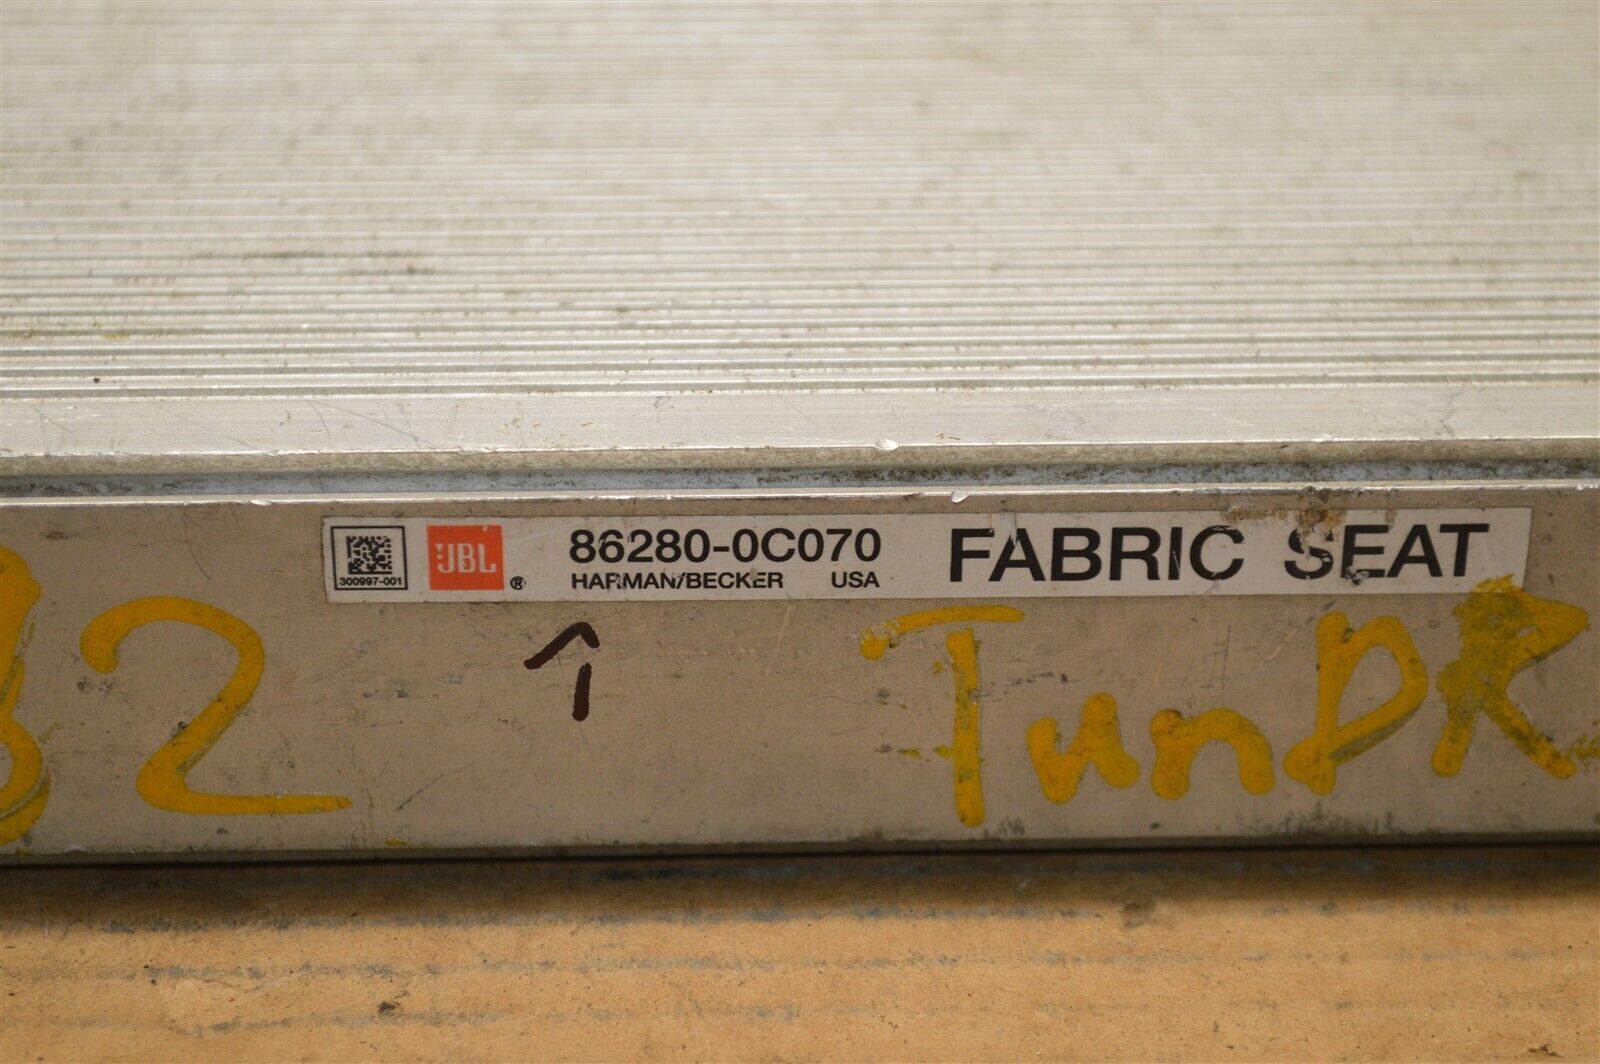 300997-001
JBL ®
86280-0C070
HARMAN/BECKER USA
FABRIC SEAT
32
TunDR